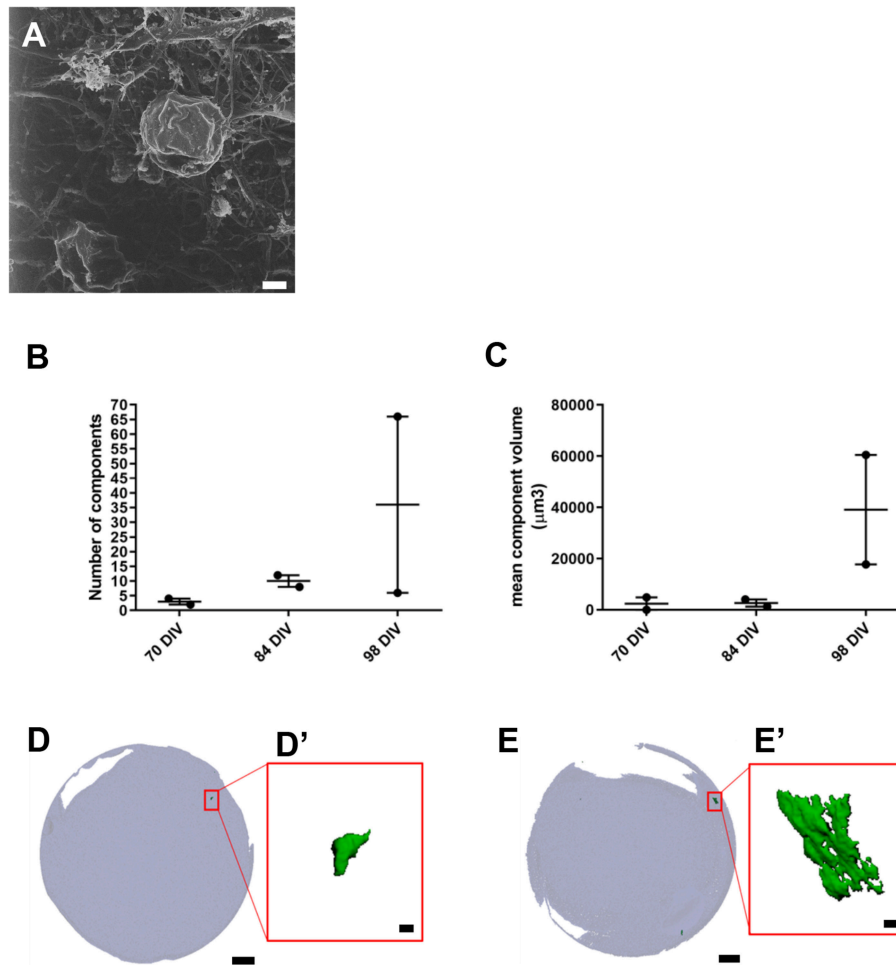 A
B
C
Number of components
70
65
60
55
50
45
40
35
30
25
20
15
10
5
0
70 DIV
84 DIV
98 DIV
mean component volume
(µm3)
80000
60000
40000
20000
0
70 DIV
84 DIV
98 DIV
D
D'
E
E'